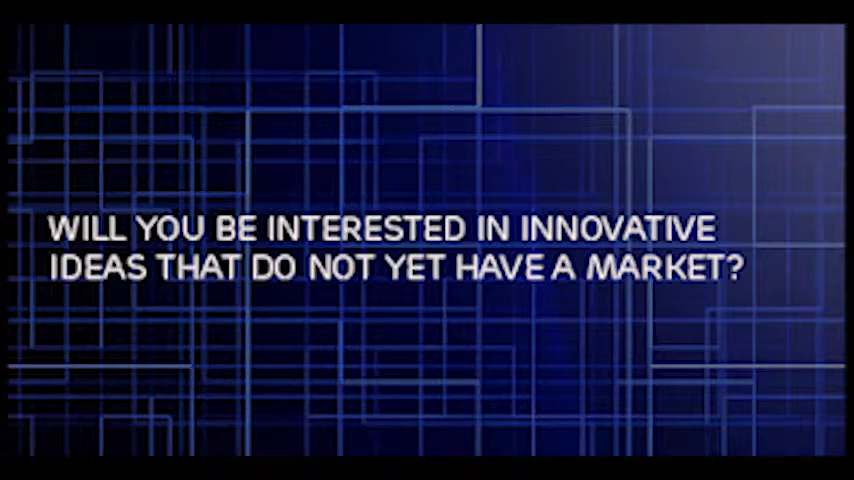 WILL YOU BE INTERESTED IN INNOVATIVE
IDEAS THAT DO NOT YET HAVE A MARKET?